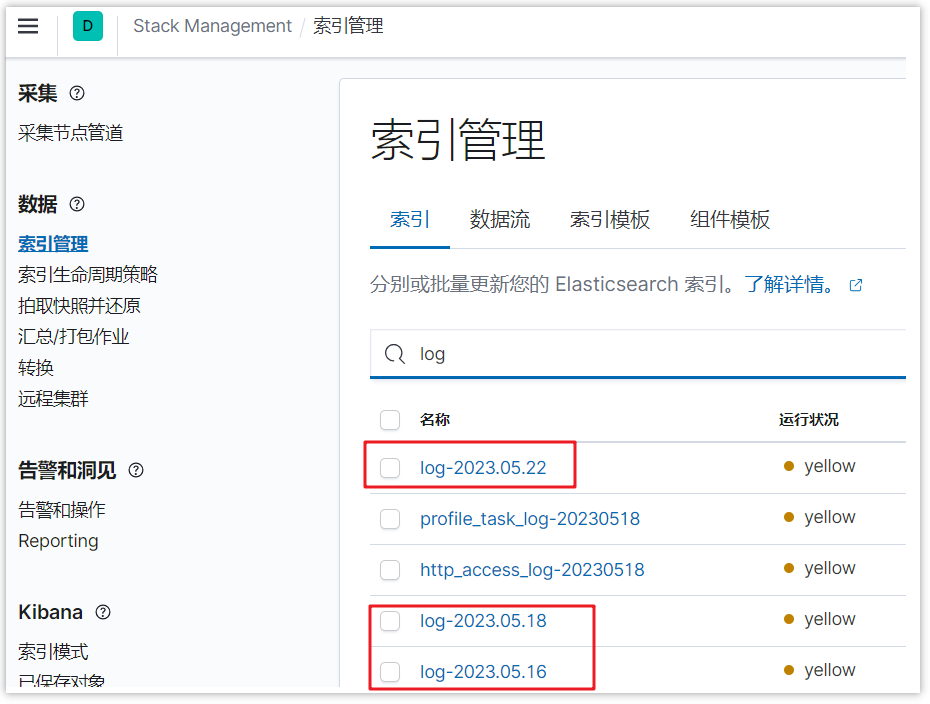 D Stack Management / 索引管理
采集
采集节点管道
数据
索引管理
索引生命周期策略
拍取快照并还原
汇总/打包作业
转换
远程集群
告警和洞见
告警和操作
Reporting
Kibana
索引模式
已保存对象
索引管理
索引 数据流 索引模板 组件模板
分别或批量更新您的 Elasticsearch 索引。了解详情。
log
名称 运行状况
log-2023.05.22 yellow
profile_task_log-20230518 yellow
http_access_log-20230518 yellow
log-2023.05.18 yellow
log-2023.05.16 yellow